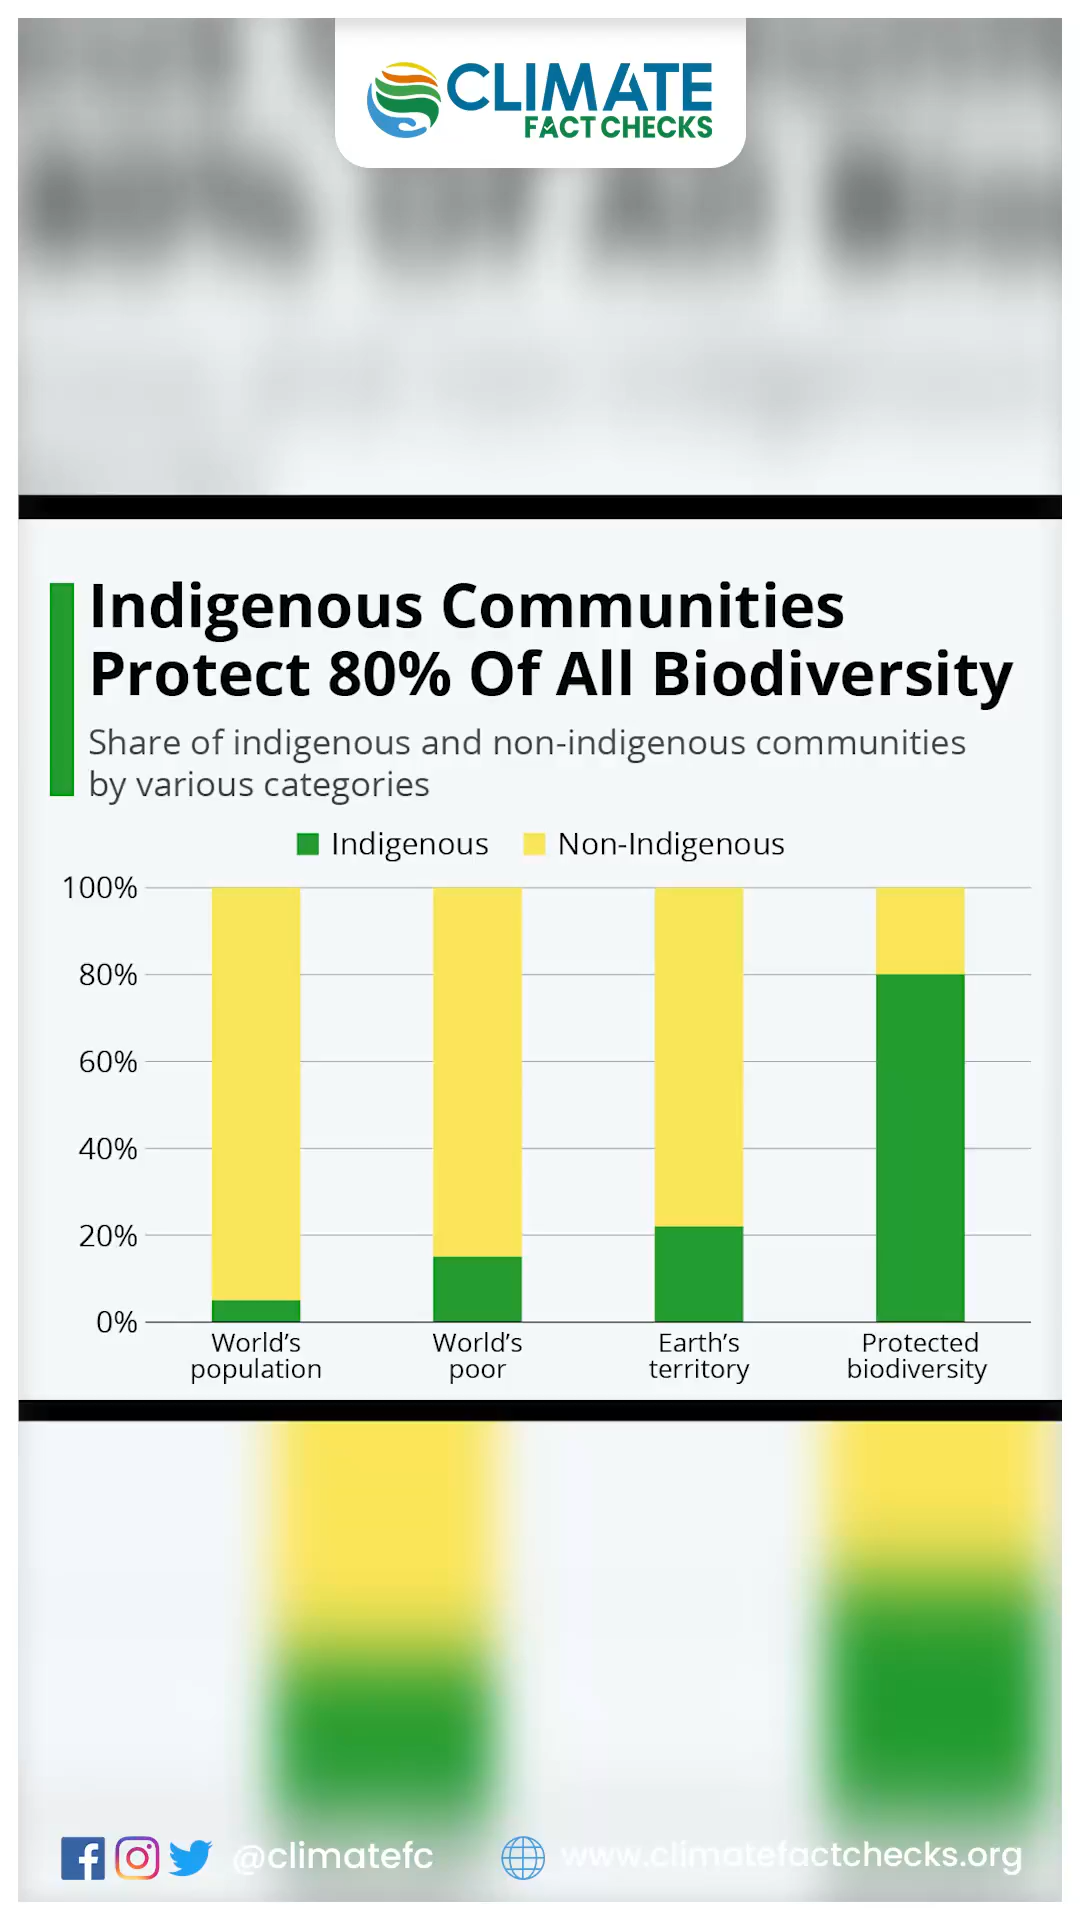 CLIMATE
FACT CHECKS
Indigenous Communities
Protect 80% Of All Biodiversity
Share of indigenous and non-indigenous communities
by various categories
Indigenous Non-Indigenous
100%
80%
60%
40%
20%
0%
World’s population
World’s poor
Earth’s territory
Protected biodiversity
@climatefc www.climatefactchecks.org